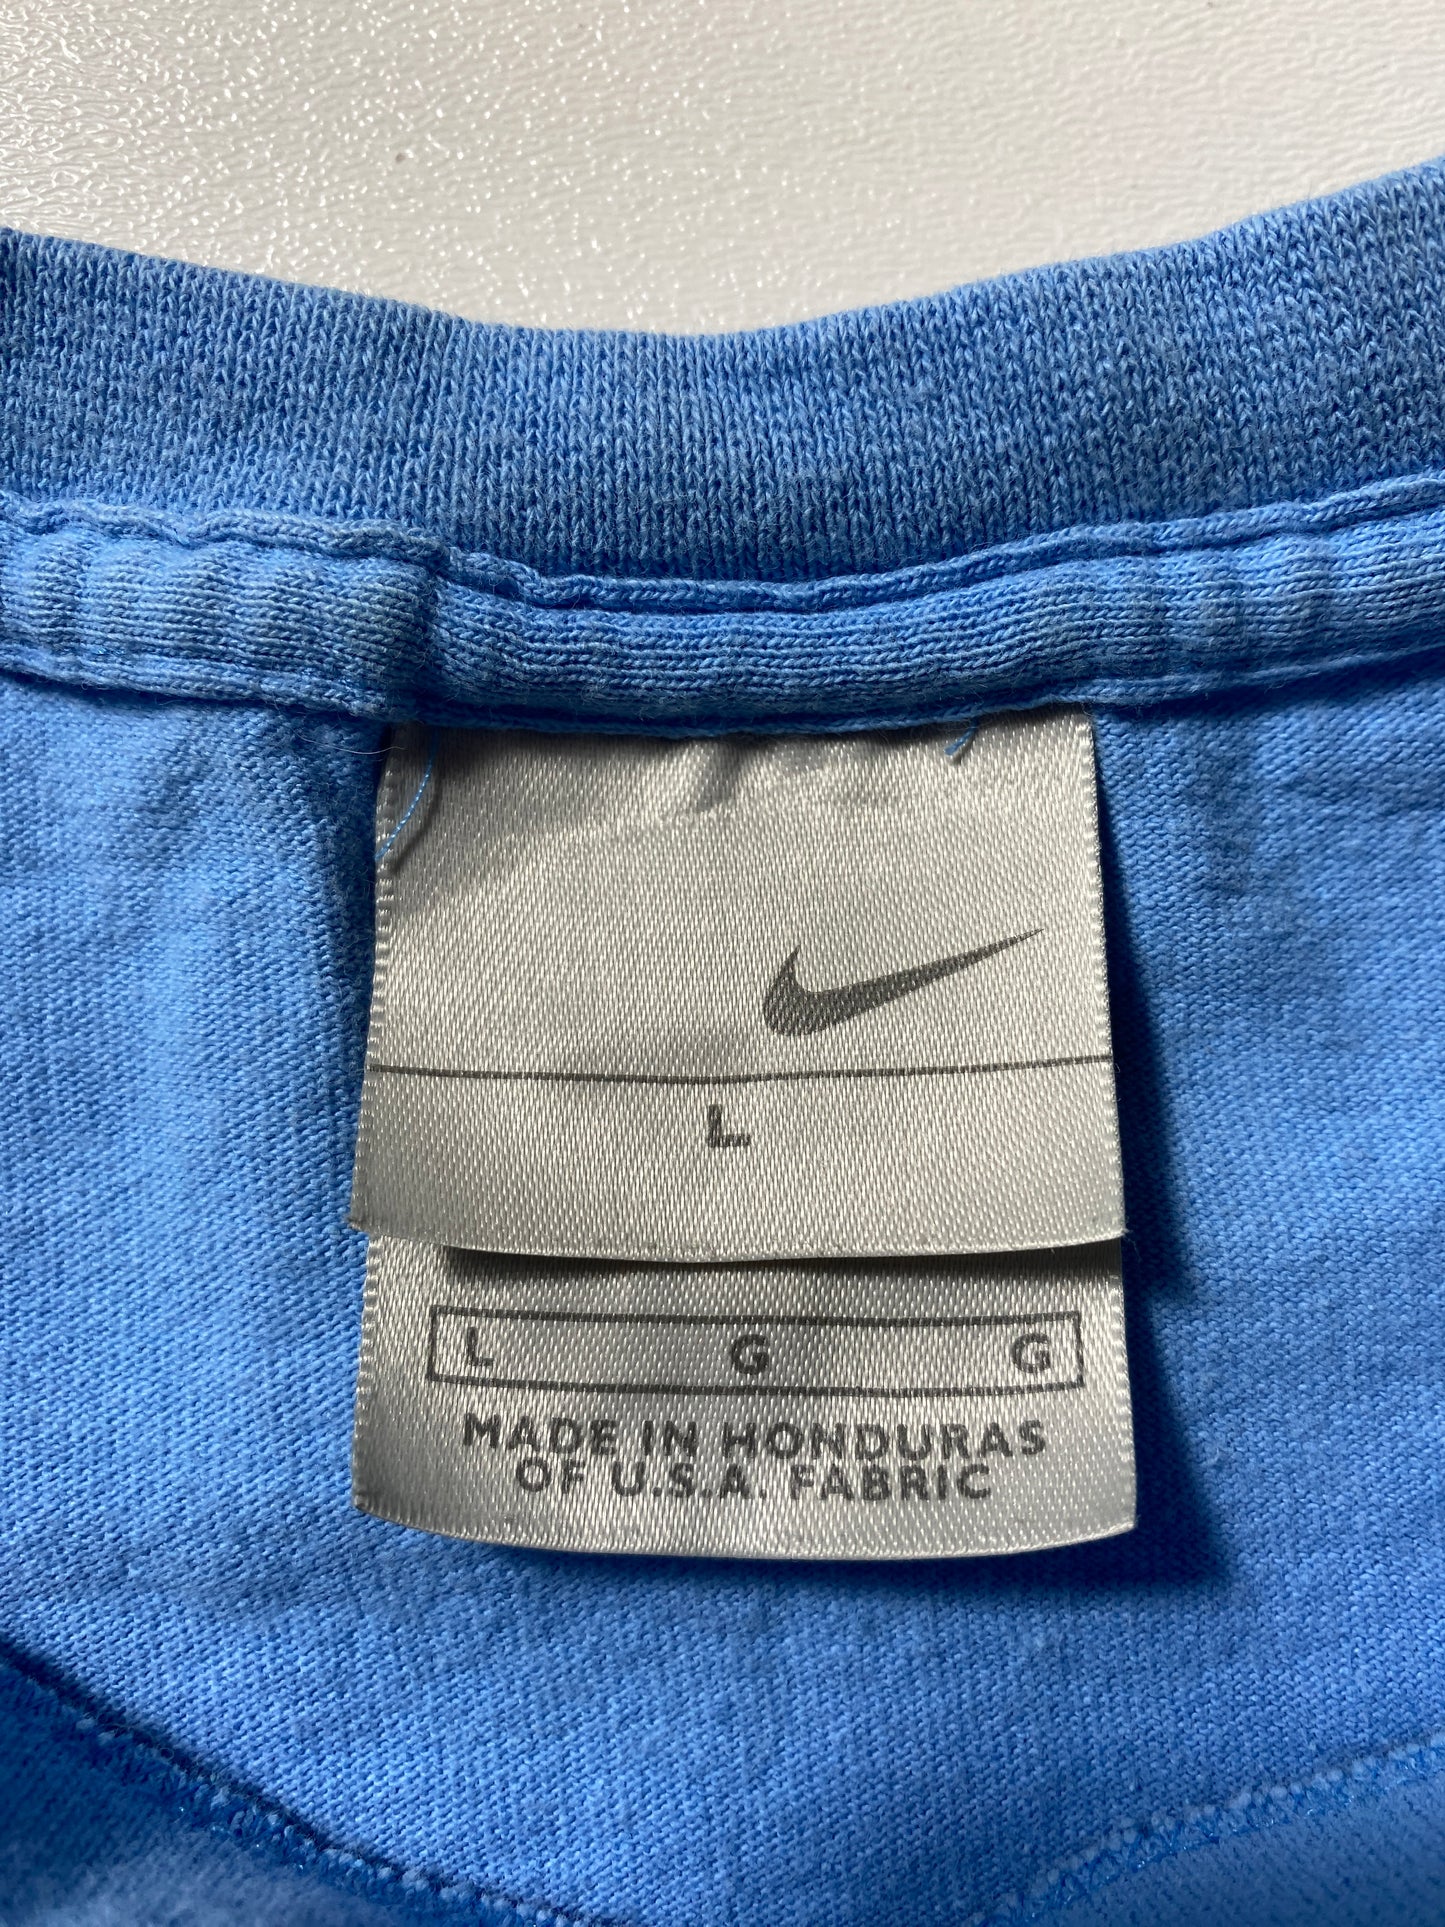 L
L G G
MADE IN HONDURAS
OF U.S.A. FABRIC